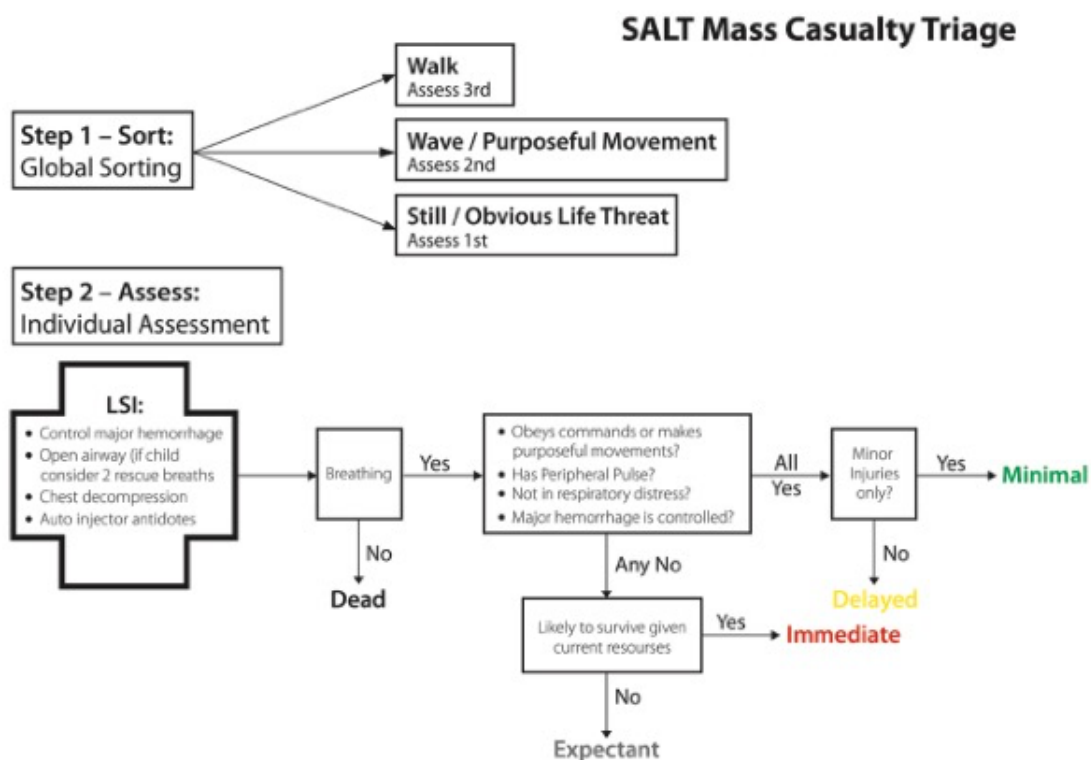 SALT Mass Casualty Triage
Walk
Assess 3rd
Step 1 – Sort:
Global Sorting
Wave / Purposeful Movement
Assess 2nd
Still / Obvious Life Threat
Assess 1st
Step 2 – Assess:
Individual Assessment
LSI:
• Control major hemorrhage
• Open airway (if child
consider 2 rescue breaths
• Chest decompression
• Auto injector antidotes
Breathing
Yes
No
Dead
• Obeys commands or makes
purposeful movements?
• Has Peripheral Pulse?
• Not in respiratory distress?
• Major hemorrhage is controlled?
All
Yes
Minor
Injuries
only?
Yes
Minimal
No
Delayed
Any No
Likely to survive given
current resourses
Yes
Immediate
No
Expectant